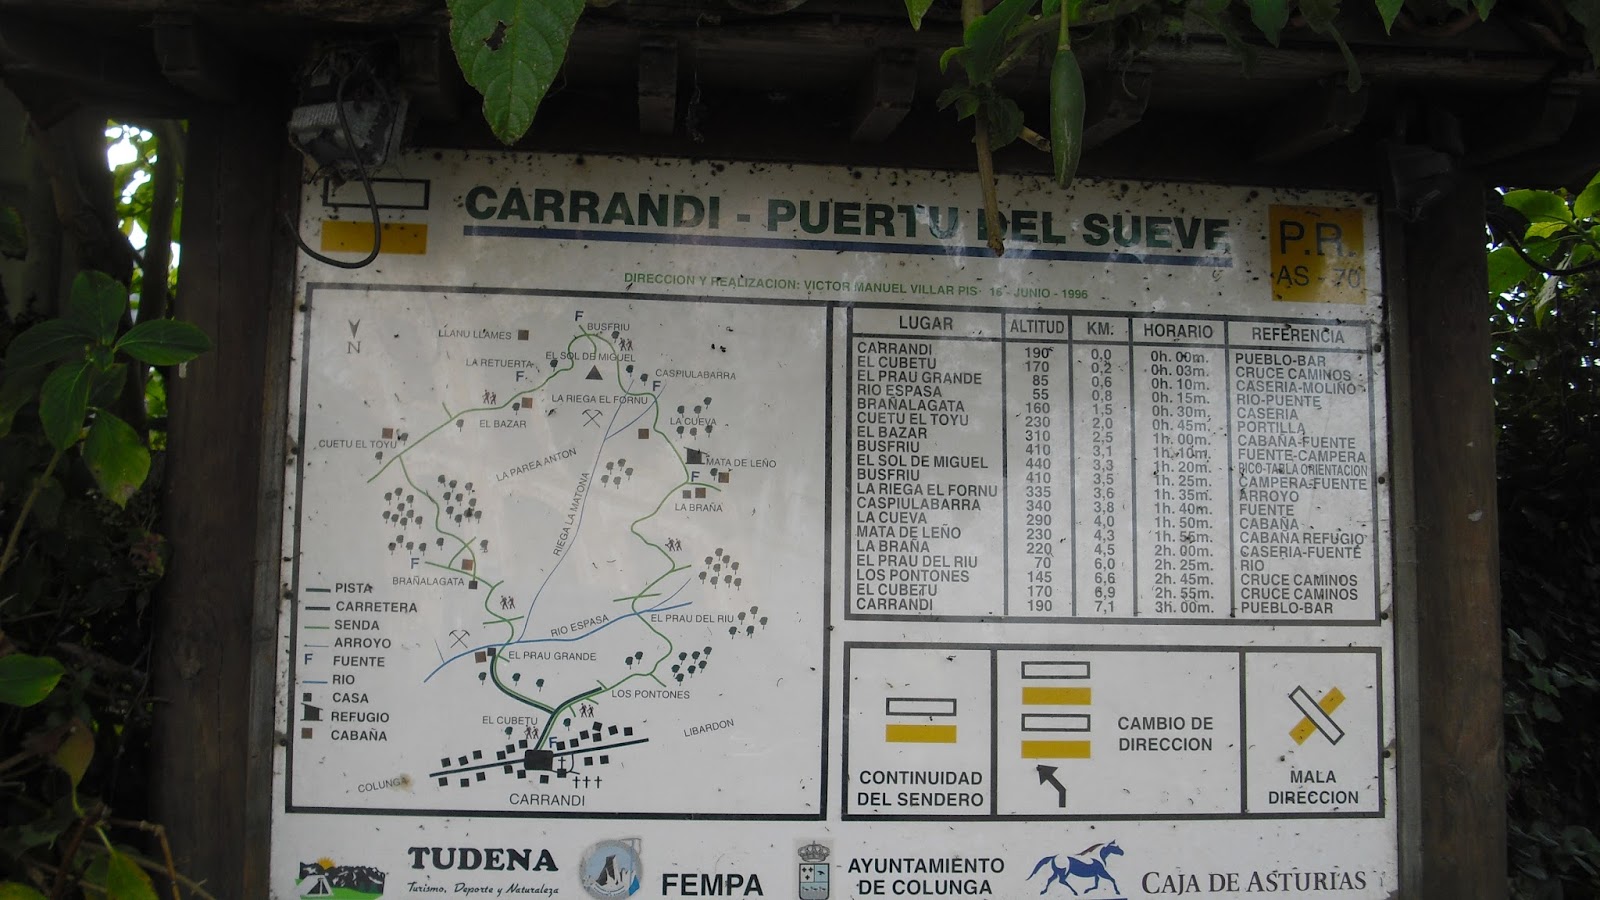 CARRANDI - PUERTU DEL SUEVE
P.R.
AS - 70
DIRECCION Y REALIZACION: VICTOR MANUEL VILLAR PIS 16 - JUNIO - 1996
N
F
BUSFRIU
LLANU LLAMES
EL SOL DE MIGUEL
LA RETUERTA
F
CASPIULABARRA
F
LA RIEGA EL FORNU
EL BAZAR
LA CUEVA
CUETU EL TOYU
LA PAREA ANTON
MATA DE LEÑO
F
RIEGA LA MATONA
LA BRAÑA
F
BRAÑALAGATA
RIO ESPASA
EL PRAU DEL RIU
EL PRAU GRANDE
LOS PONTONES
EL CUBETU
F
LIBARDON
COLUNGA
CARRANDI
PISTA
CARRETERA
SENDA
ARROYO
F FUENTE
RIO
CASA
REFUGIO
CABAÑA
LUGAR ALTITUD KM. HORARIO REFERENCIA
CARRANDI 190 0,0 0h. 00m. PUEBLO-BAR
EL CUBETU 170 0,2 0h. 03m. CRUCE CAMINOS
EL PRAU GRANDE 85 0,6 0h. 10m. CASERIA-MOLINO
RIO ESPASA 55 0,8 0h. 15m. RIO-PUENTE
BRAÑALAGATA 160 1,5 0h. 30m. CASERIA
CUETU EL TOYU 230 2,0 0h. 45m. PORTILLA
EL BAZAR 310 2,5 1h. 00m. CABAÑA-FUENTE
BUSFRIU 410 3,1 1h. 10m. FUENTE-CAMPERA
EL SOL DE MIGUEL 440 3,3 1h. 20m. PICO-TABLA ORIENTACION
BUSFRIU 410 3,5 1h. 25m. CAMPERA-FUENTE
LA RIEGA EL FORNU 335 3,6 1h. 35m. ARROYO
CASPIULABARRA 340 3,8 1h. 40m. FUENTE
LA CUEVA 290 4,0 1h. 50m. CABAÑA
MATA DE LEÑO 230 4,3 1h. 55m. CABAÑA REFUGIO
LA BRAÑA 220 4,5 2h. 00m. CASERIA-FUENTE
EL PRAU DEL RIU 70 6,0 2h. 25m. RIO
LOS PONTONES 145 6,6 2h. 45m. CRUCE CAMINOS
EL CUBETU 170 6,9 2h. 55m. CRUCE CAMINOS
CARRANDI 190 7,1 3h. 00m. PUEBLO-BAR
CONTINUIDAD
DEL SENDERO
CAMBIO DE
DIRECCION
MALA
DIRECCION
TUDENA
Turismo, Deporte y Naturaleza
FEMPA
AYUNTAMIENTO
DE COLUNGA
CAJA DE ASTURIAS